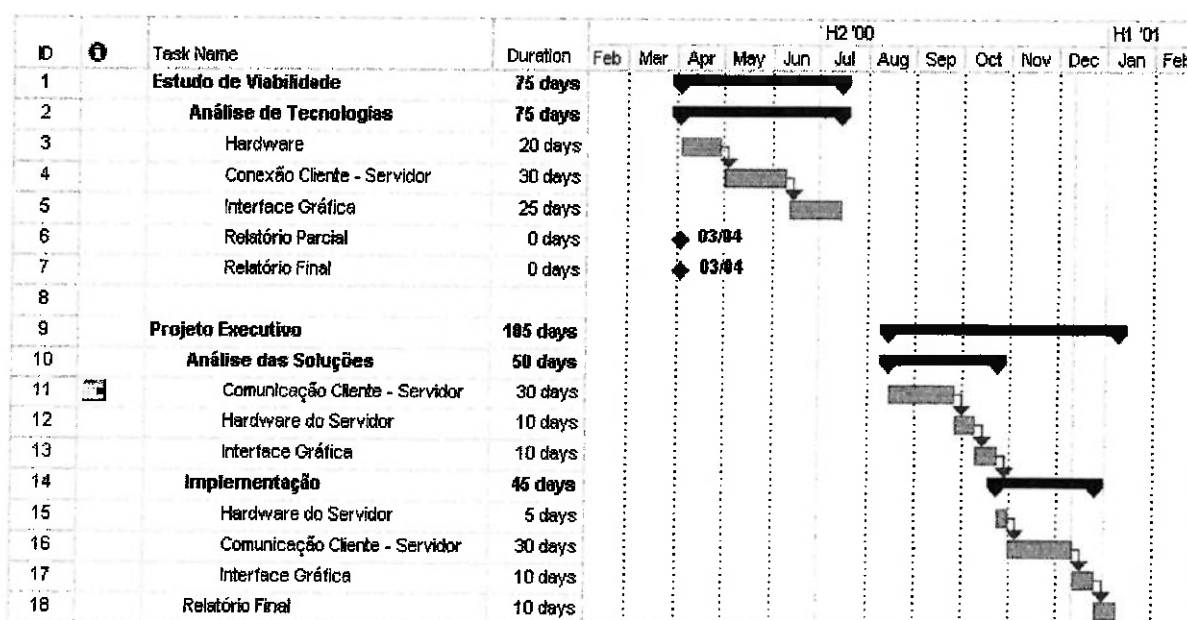 H2 '00 H1 '01
ID Task Name Duration Feb Mar Apr May Jun Jul Aug Sep Oct Nov Dec Jan Feb
1 Estudo de Viabilidade 75 days
2 Análise de Tecnologias 75 days
3 Hardware 20 days
4 Conexão Cliente - Servidor 30 days
5 Interface Gráfica 25 days
6 Relatório Parcial 0 days 03/04
7 Relatório Final 0 days 03/04
8
9 Projeto Executivo 105 days
10 Análise das Soluções 50 days
11 Comunicação Cliente - Servidor 30 days
12 Hardware do Servidor 10 days
13 Interface Gráfica 10 days
14 Implementação 45 days
15 Hardware do Servidor 5 days
16 Comunicação Cliente - Servidor 30 days
17 Interface Gráfica 10 days
18 Relatório Final 10 days